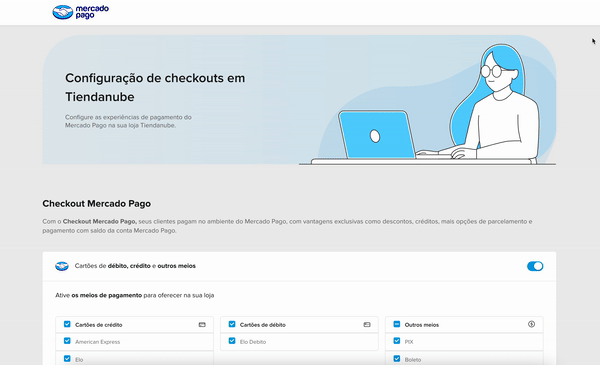 mercado
pago
Configuração de checkouts em
Tiendanube
Configure as experiências de pagamento do
Mercado Pago na sua loja Tiendanube.
Checkout Mercado Pago
Com o Checkout Mercado Pago, seus clientes pagam no ambiente do Mercado Pago, com vantagens exclusivas como descontos, créditos, mais opções de parcelamento e
pagamento com saldo da conta Mercado Pago.
Cartões de débito, crédito e outros meios
Ative os meios de pagamento para oferecer na sua loja
Cartões de crédito
American Express
Elo
Cartões de débito
Elo Debito
Outros meios
PIX
Boleto